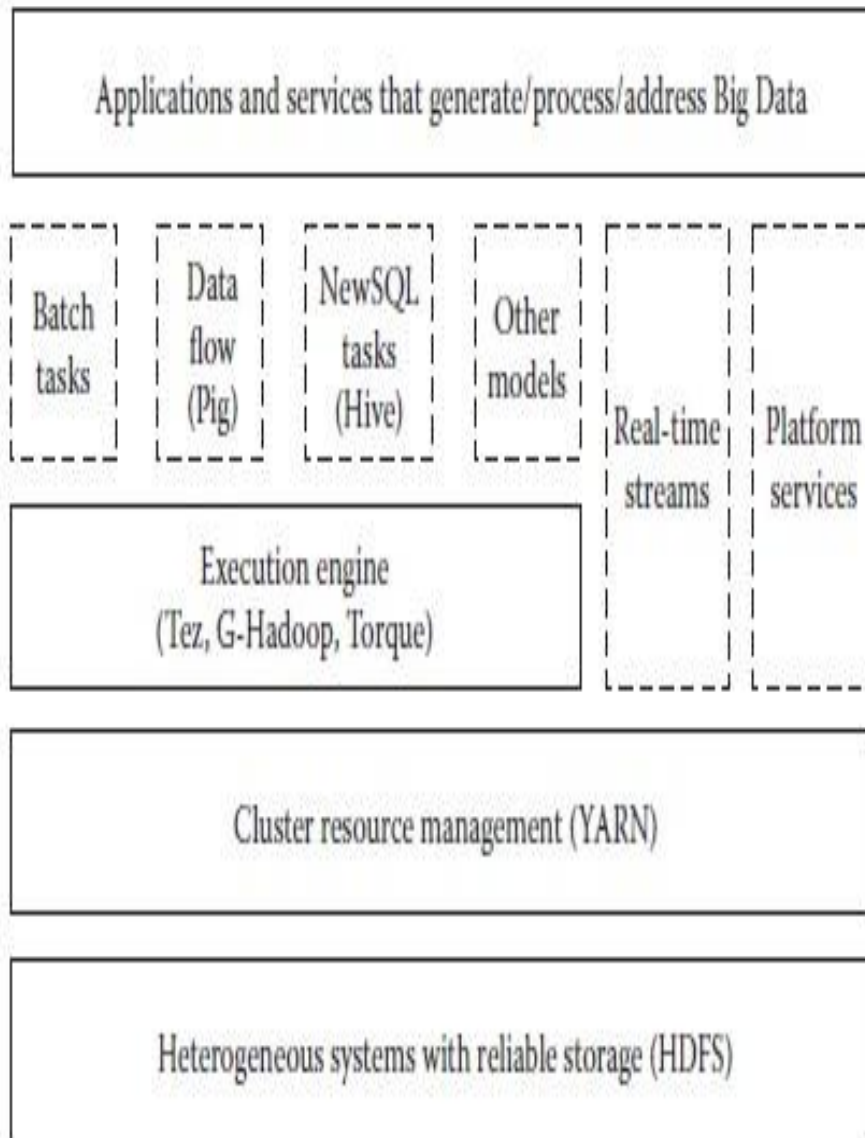 Applications and services that generate/process/address Big Data
Batch
tasks
Data
flow
(Pig)
NewSQL
tasks
(Hive)
Other
models
Real-time
streams
Platform
services
Execution engine
(Tez, G-Hadoop, Torque)
Cluster resource management (YARN)
Heterogeneous systems with reliable storage (HDFS)